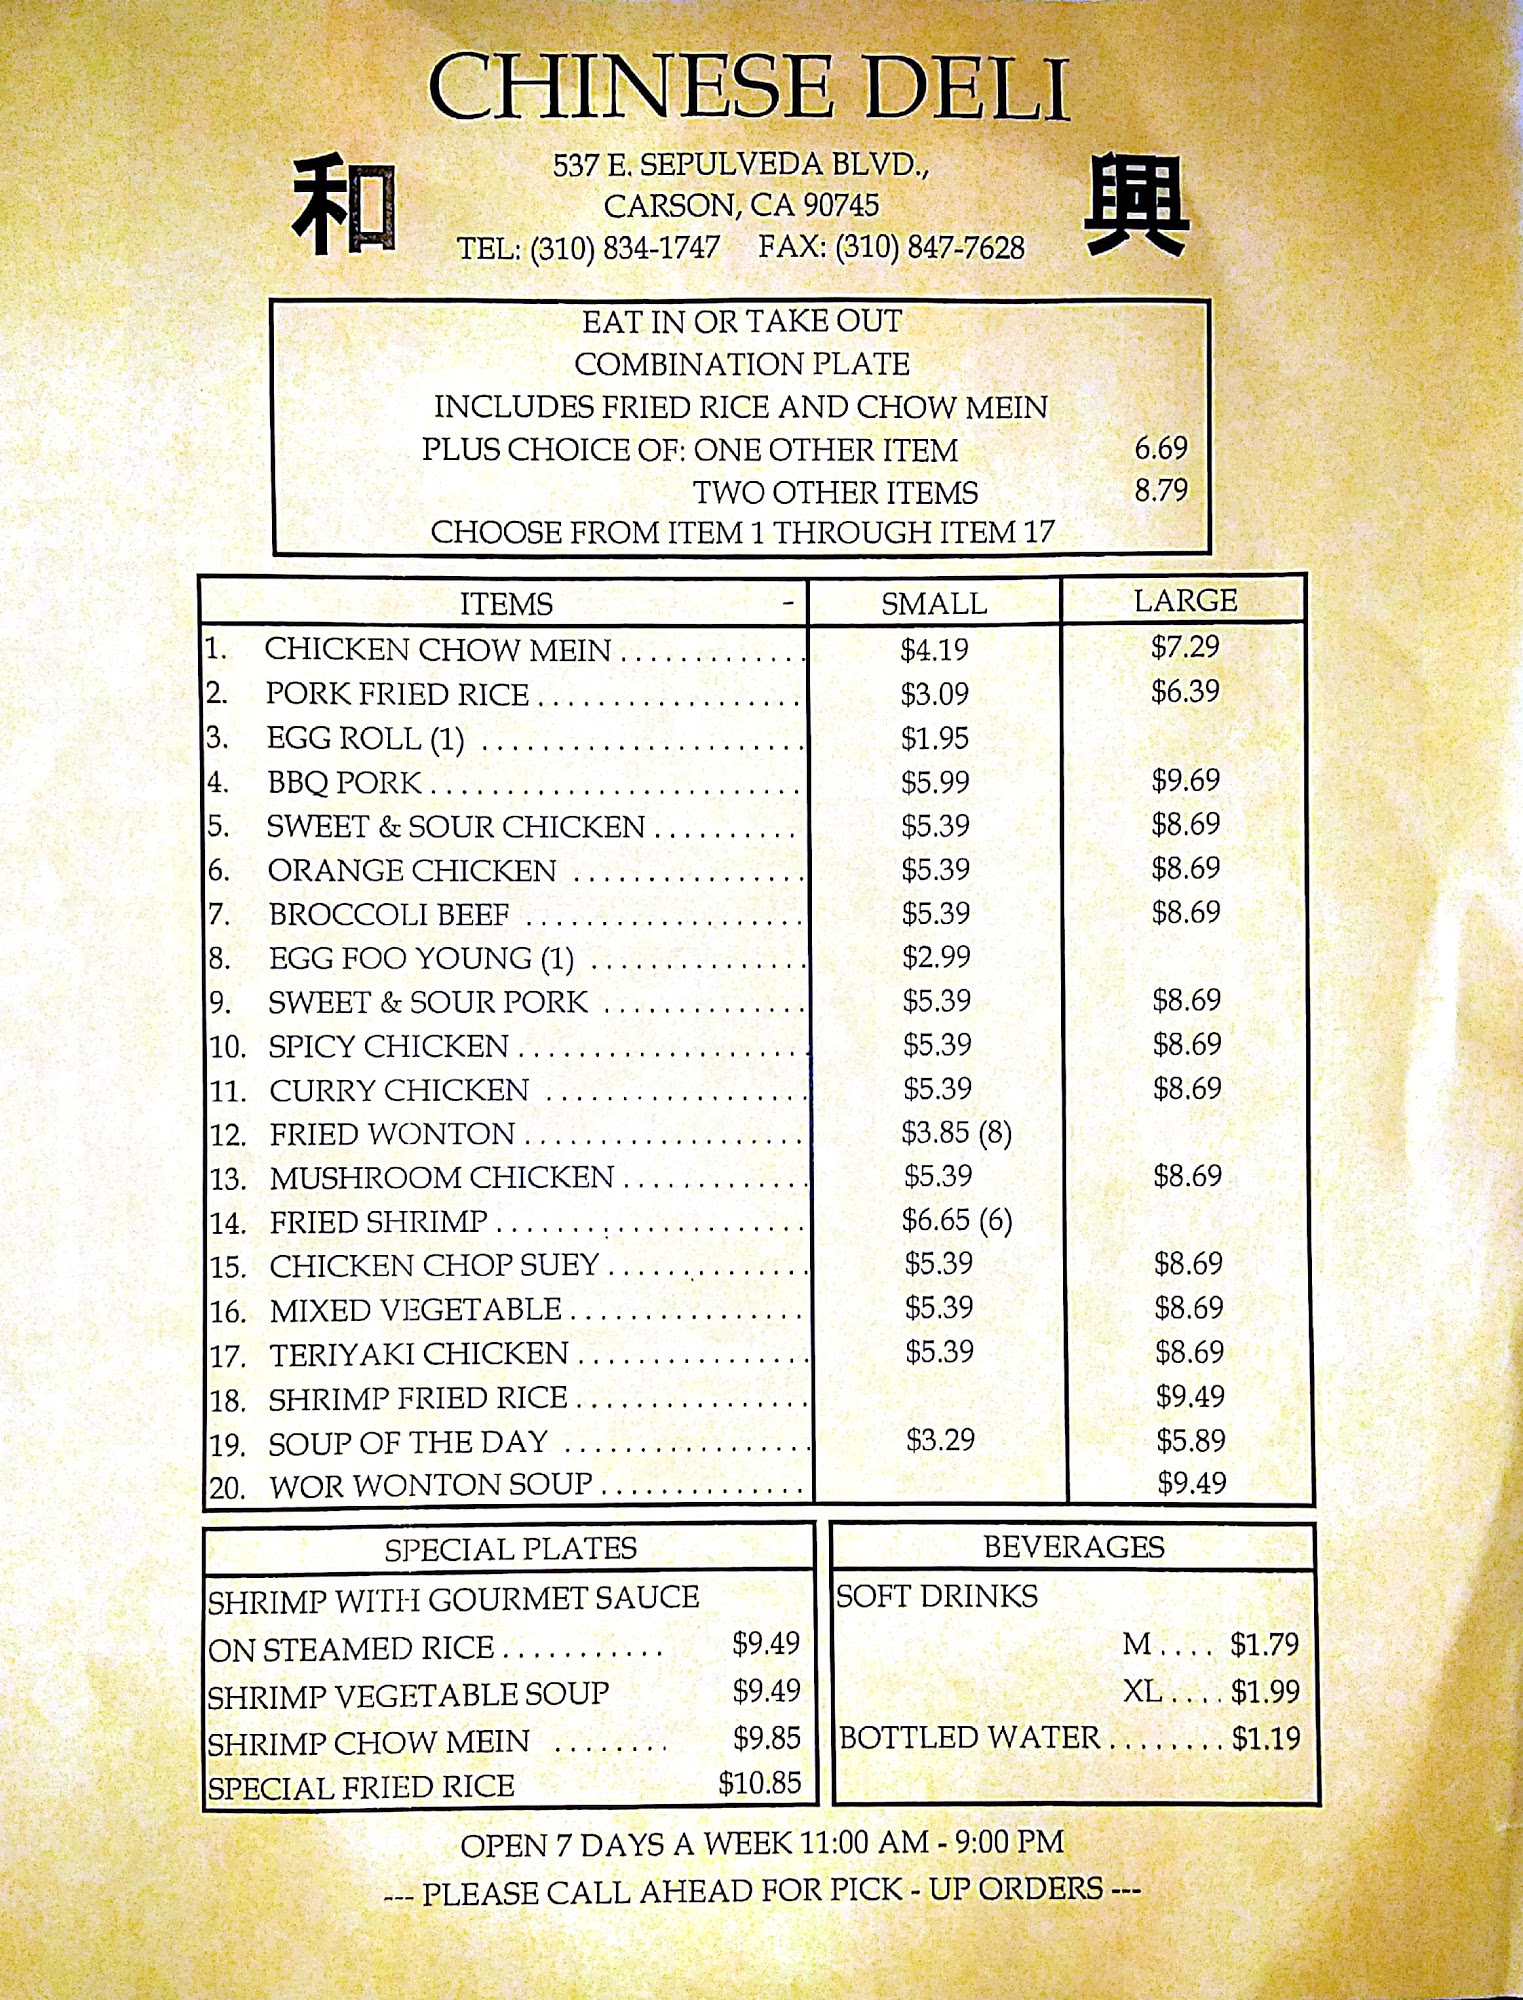 CHINESE DELI
和 537 E. SEPULVEDA BLVD., 興
CARSON, CA 90745
TEL: (310) 834-1747 FAX: (310) 847-7628
EAT IN OR TAKE OUT
COMBINATION PLATE
INCLUDES FRIED RICE AND CHOW MEIN
PLUS CHOICE OF: ONE OTHER ITEM 6.69
TWO OTHER ITEMS 8.79
CHOOSE FROM ITEM 1 THROUGH ITEM 17
ITEMS - SMALL LARGE
1. CHICKEN CHOW MEIN ............. $4.19 $7.29
2. PORK FRIED RICE .................. $3.09 $6.39
3. EGG ROLL (1) ...................... $1.95
4. BBQ PORK ......................... $5.99 $9.69
5. SWEET & SOUR CHICKEN .......... $5.39 $8.69
6. ORANGE CHICKEN ................ $5.39 $8.69
7. BROCCOLI BEEF ................... $5.39 $8.69
8. EGG FOO YOUNG (1) ............... $2.99
9. SWEET & SOUR PORK .............. $5.39 $8.69
10. SPICY CHICKEN .................... $5.39 $8.69
11. CURRY CHICKEN .................. $5.39 $8.69
12. FRIED WONTON ................... $3.85 (8)
13. MUSHROOM CHICKEN ............. $5.39 $8.69
14. FRIED SHRIMP ..................... $6.65 (6)
15. CHICKEN CHOP SUEY .............. $5.39 $8.69
16. MIXED VEGETABLE ................ $5.39 $8.69
17. TERIYAKI CHICKEN ................ $5.39 $8.69
18. SHRIMP FRIED RICE ................ $9.49
19. SOUP OF THE DAY ................. $3.29 $5.89
20. WOR WONTON SOUP .............. $9.49
SPECIAL PLATES
SHRIMP WITH GOURMET SAUCE
ON STEAMED RICE ........... $9.49
SHRIMP VEGETABLE SOUP $9.49
SHRIMP CHOW MEIN ........ $9.85
SPECIAL FRIED RICE $10.85
BEVERAGES
SOFT DRINKS
M .... $1.79
XL .... $1.99
BOTTLED WATER ........ $1.19
OPEN 7 DAYS A WEEK 11:00 AM - 9:00 PM
--- PLEASE CALL AHEAD FOR PICK - UP ORDERS ---